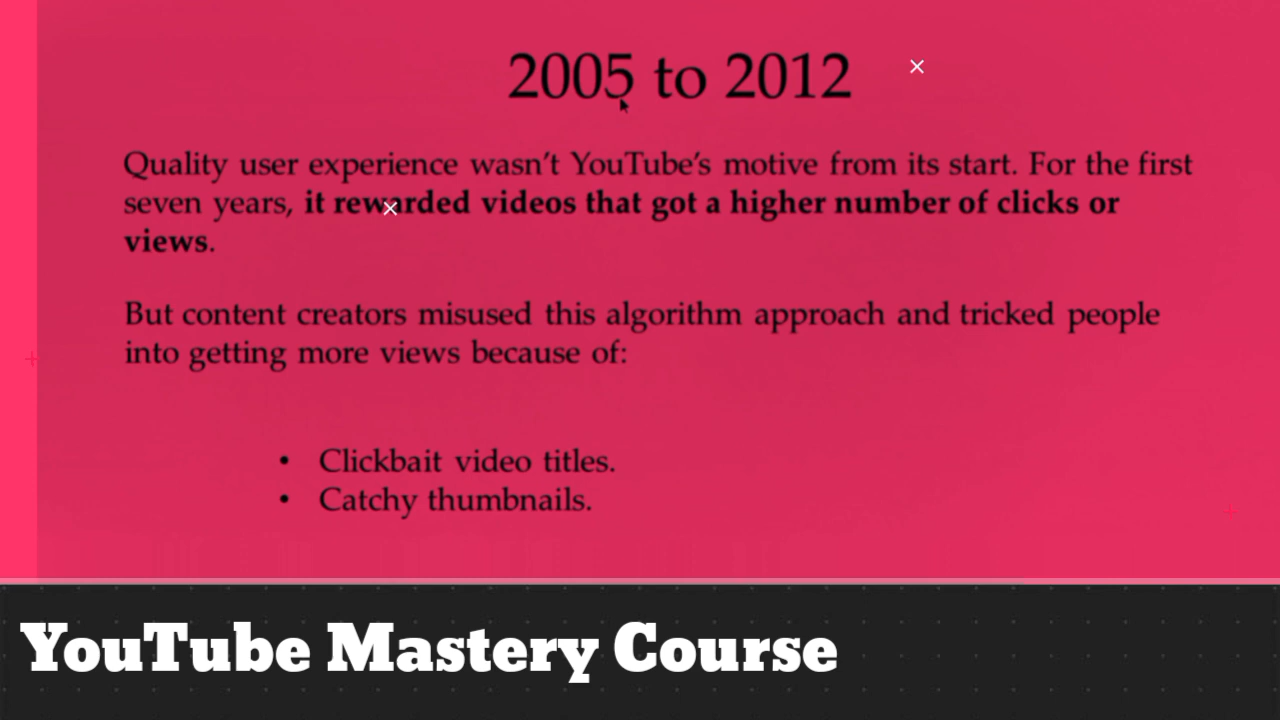 2005 to 2012
Quality user experience wasn't YouTube's motive from its start. For the first
seven years, it rewarded videos that got a higher number of clicks or
views.
But content creators misused this algorithm approach and tricked people
into getting more views because of:
• Clickbait video titles.
• Catchy thumbnails.
YouTube Mastery Course